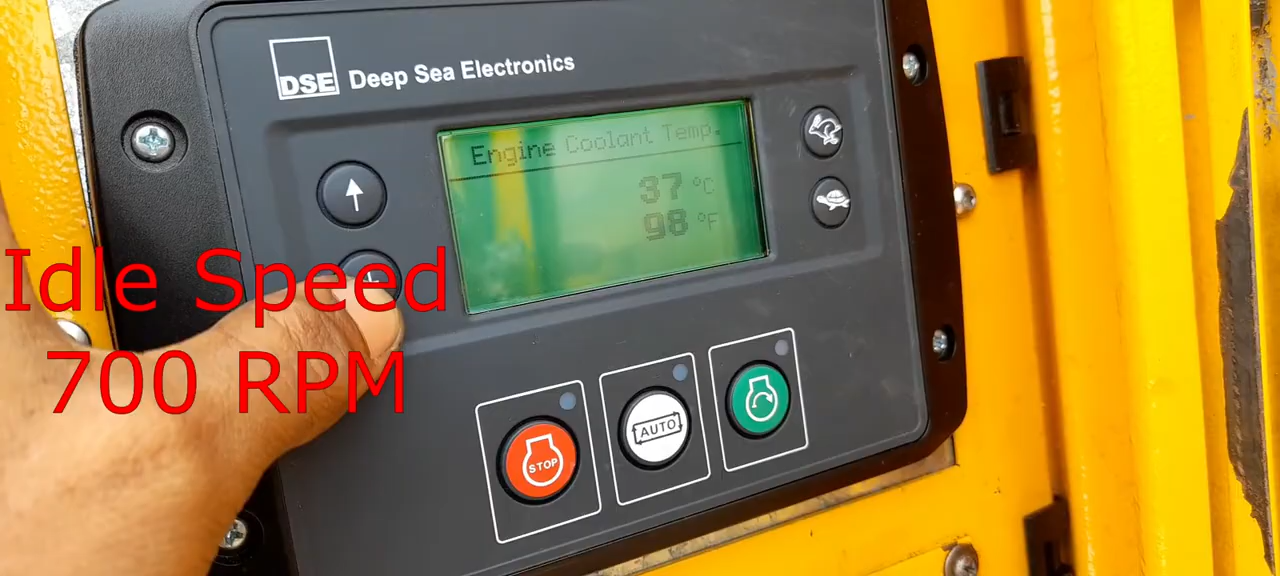 DSE Deep Sea Electronics
Engine Coolant Temp.
37 °C
98 °F
Idle Speed
700 RPM
STOP
AUTO